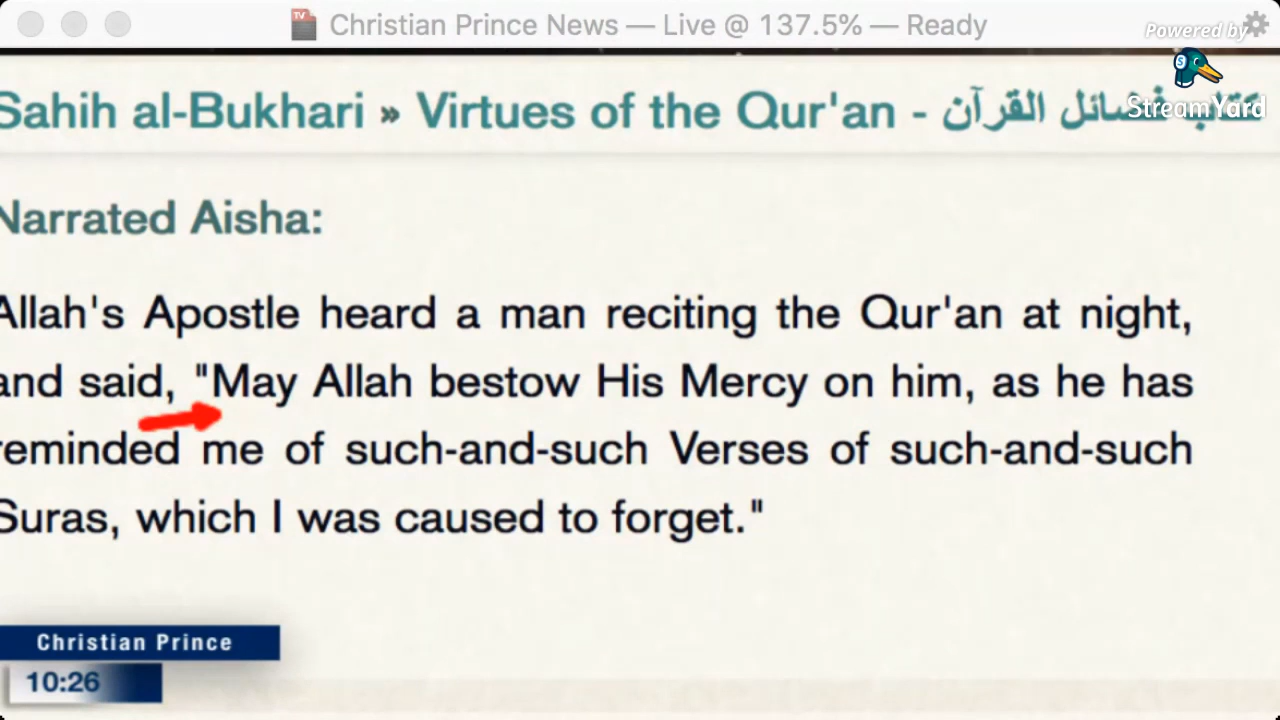 Christian Prince News — Live @ 137.5% — Ready
Powered by
StreamYard
Sahih al-Bukhari » Virtues of the Qur'an - كتاب فضائل القرآن
Narrated Aisha:
Allah's Apostle heard a man reciting the Qur'an at night,
and said, "May Allah bestow His Mercy on him, as he has
reminded me of such-and-such Verses of such-and-such
Suras, which I was caused to forget."
Christian Prince
10:26